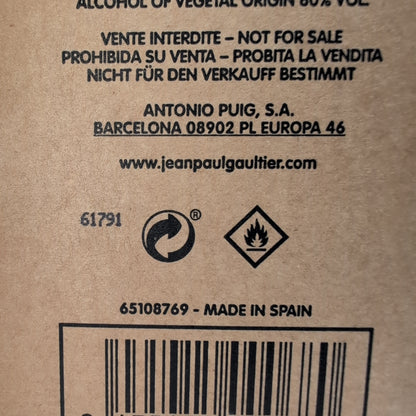 ALCOHOL OF VEGETAL ORIGIN 80% VOL.
VENTE INTERDITE – NOT FOR SALE
PROHIBIDA SU VENTA – PROBITA LA VENDITA
NICHT FÜR DEN VERKAUFF BESTIMMT
ANTONIO PUIG, S.A.
BARCELONA 08902 PL EUROPA 46
www.jeanpaulgaultier.com
61791
®
65108769 - MADE IN SPAIN